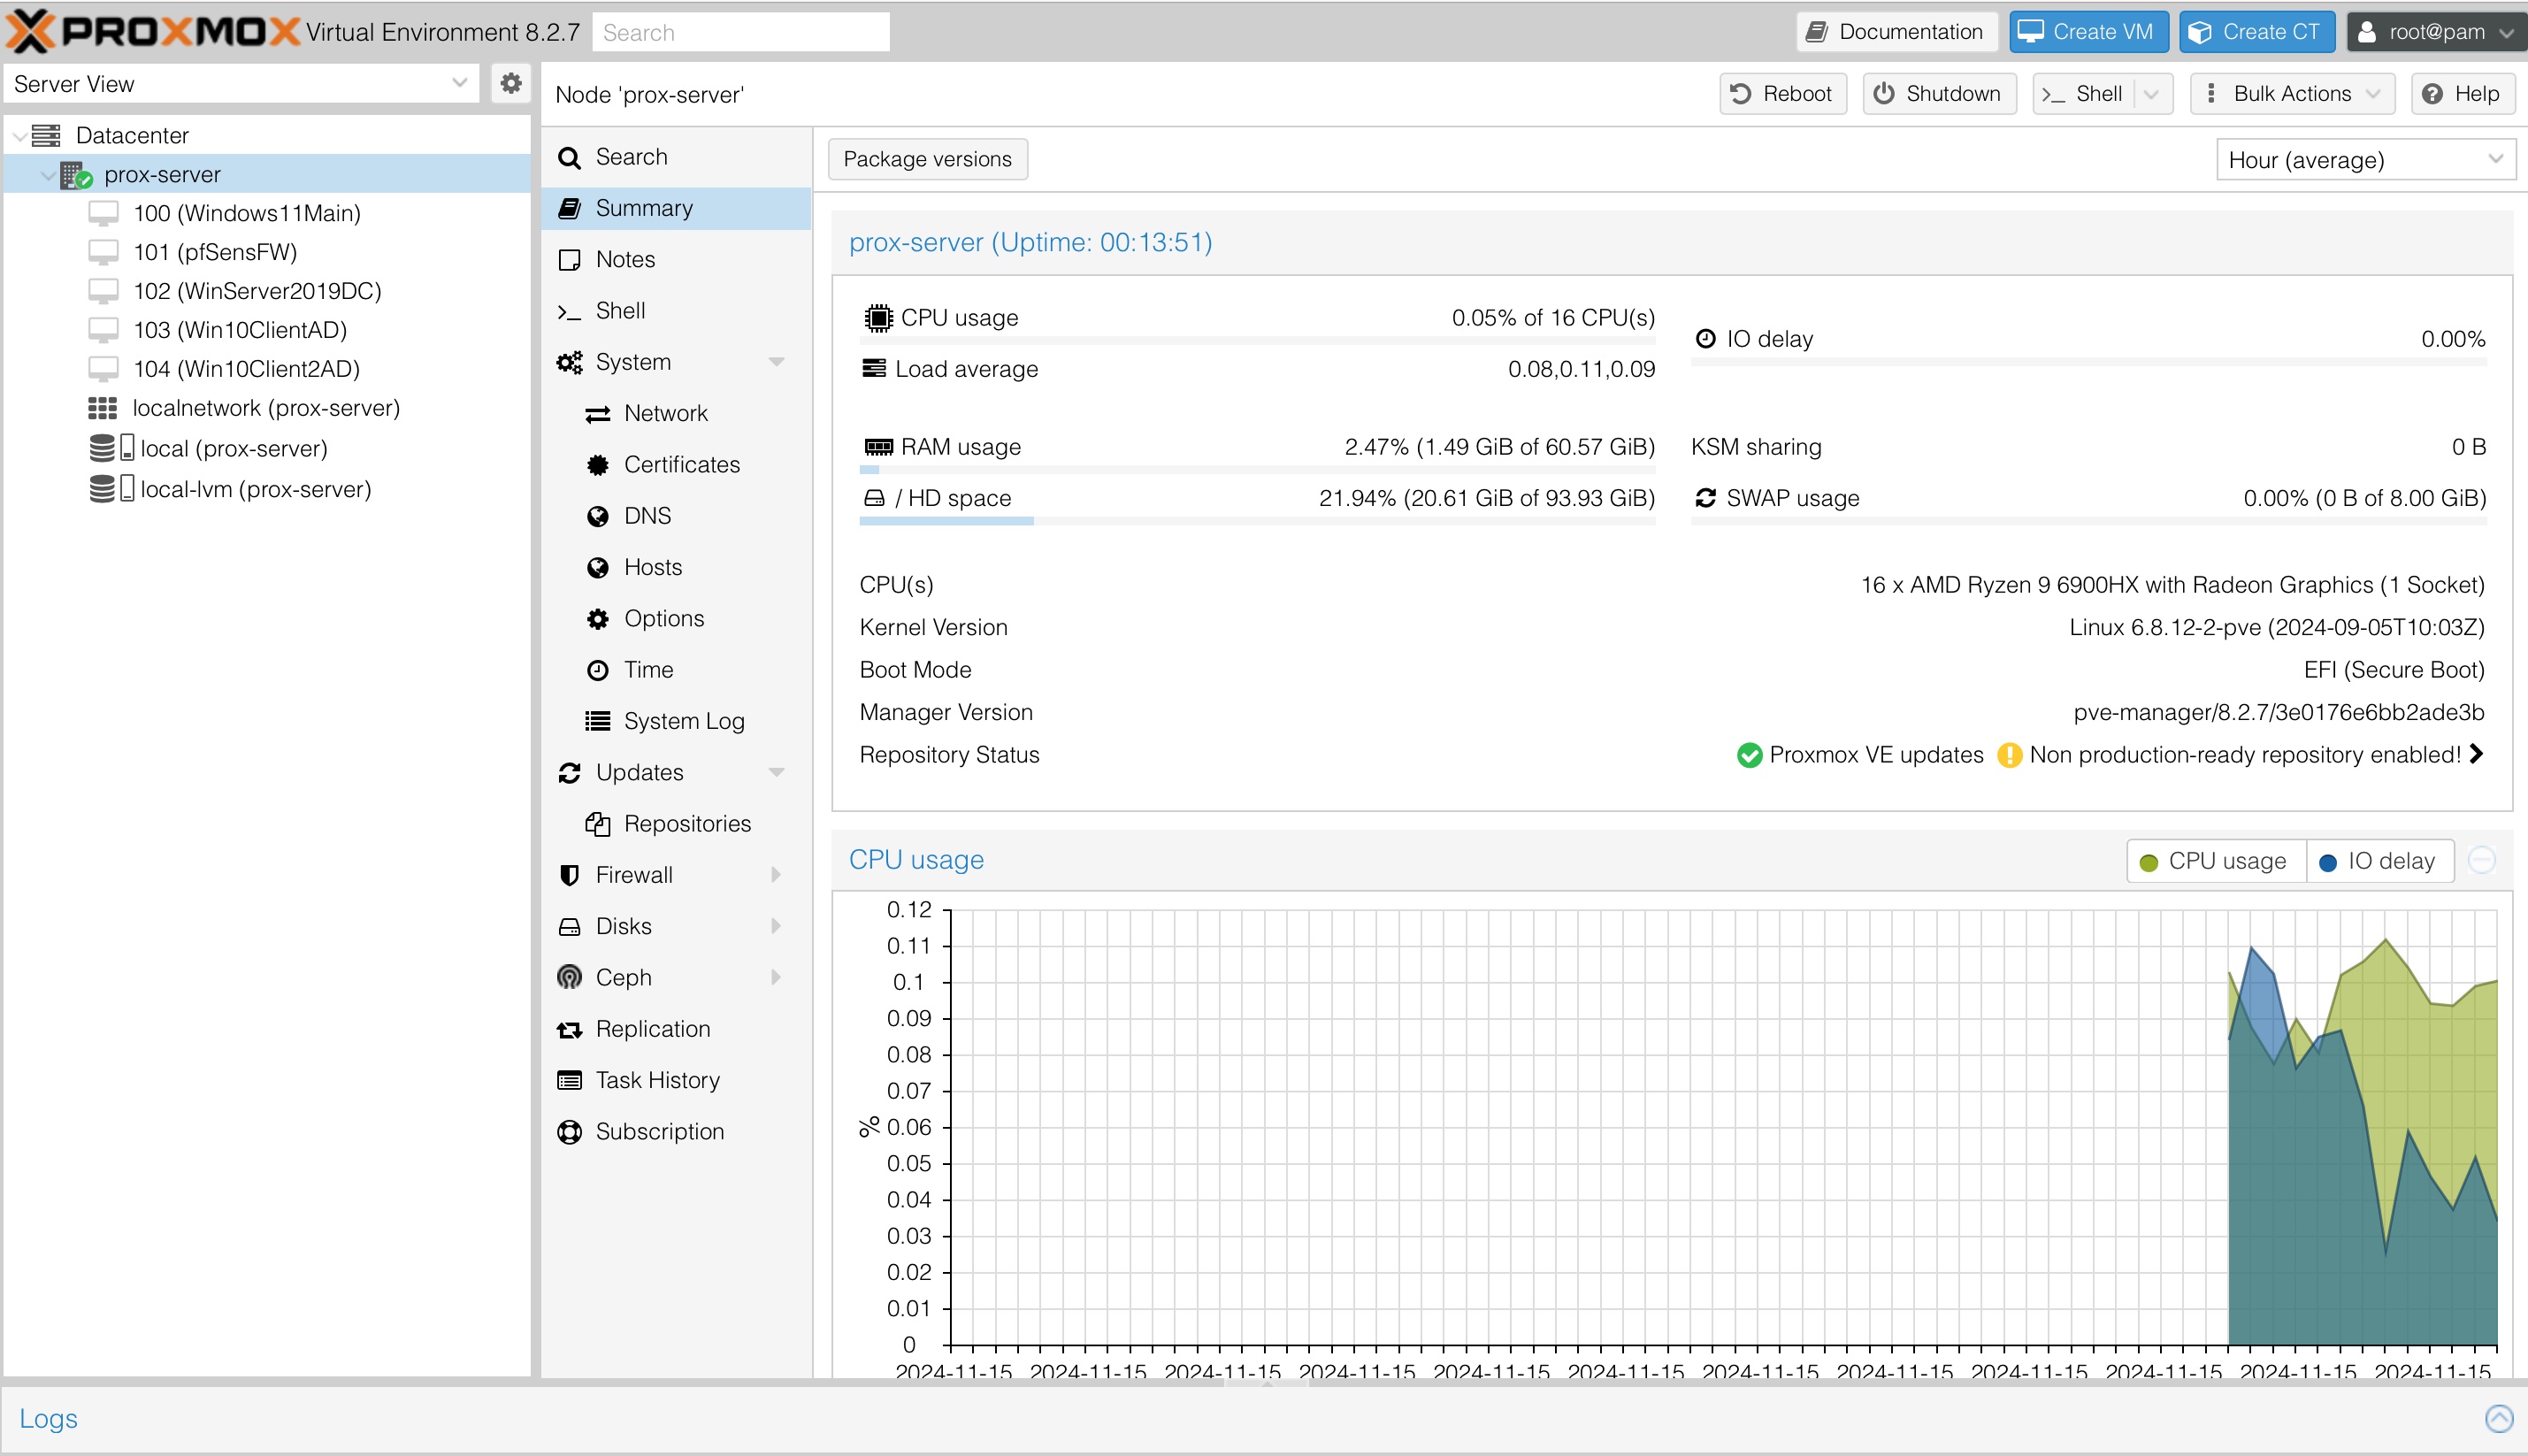 PROXMOX Virtual Environment 8.2.7 Search Documentation Create VM Create CT root@pam
Server View
Node 'prox-server' Reboot Shutdown Shell Bulk Actions Help
Datacenter
prox-server
100 (Windows11Main)
101 (pfSensFW)
102 (WinServer2019DC)
103 (Win10ClientAD)
104 (Win10Client2AD)
localnetwork (prox-server)
local (prox-server)
local-lvm (prox-server)
Search
Summary
Notes
Shell
System
Network
Certificates
DNS
Hosts
Options
Time
System Log
Updates
Repositories
Firewall
Disks
Ceph
Replication
Task History
Subscription
Package versions Hour (average)
prox-server (Uptime: 00:13:51)
CPU usage 0.05% of 16 CPU(s)
IO delay 0.00%
Load average 0.08,0.11,0.09
RAM usage 2.47% (1.49 GiB of 60.57 GiB) KSM sharing 0 B
/ HD space 21.94% (20.61 GiB of 93.93 GiB) SWAP usage 0.00% (0 B of 8.00 GiB)
CPU(s) 16 x AMD Ryzen 9 6900HX with Radeon Graphics (1 Socket)
Kernel Version Linux 6.8.12-2-pve (2024-09-05T10:03Z)
Boot Mode EFI (Secure Boot)
Manager Version pve-manager/8.2.7/3e0176e6bb2ade3b
Repository Status Proxmox VE updates Non production-ready repository enabled!
CPU usage CPU usage IO delay
0.12
0.11
0.1
0.09
0.08
0.07
% 0.06
0.05
0.04
0.03
0.02
0.01
0
2024-11-15 2024-11-15 2024-11-15 2024-11-15 2024-11-15 2024-11-15 2024-11-15 2024-11-15 2024-11-15 2024-11-15 2024-11-15 2024-11-15
Logs